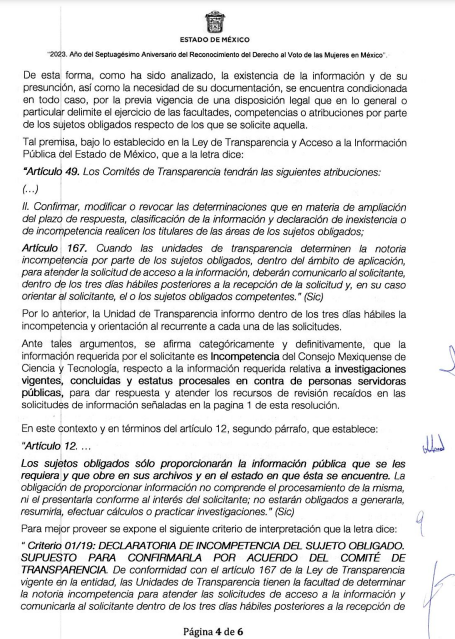 ESTADO DE MÉXICO
"2023. Año del Septuagésimo Aniversario del Reconocimiento del Derecho al Voto de las Mujeres en México".
De esta forma, como ha sido analizado, la existencia de la información y de su
presunción, así como la necesidad de su documentación, se encuentra condicionada
en todo caso, por la previa vigencia de una disposición legal que en lo general o
particular delimite el ejercicio de las facultades, competencias o atribuciones por parte
de los sujetos obligados respecto de los que se solicite aquella.
Tal premisa, bajo lo establecido en la Ley de Transparencia y Acceso a la Información
Pública del Estado de México, que a la letra dice:
"Artículo 49. Los Comités de Transparencia tendrán las siguientes atribuciones:
(...)
II. Confirmar, modificar o revocar las determinaciones que en materia de ampliación
del plazo de respuesta, clasificación de la información y declaración de inexistencia o
de incompetencia realicen los titulares de las áreas de los sujetos obligados;
Artículo 167. Cuando las unidades de transparencia determinen la notoria
incompetencia por parte de los sujetos obligados, dentro del ámbito de aplicación,
para atender la solicitud de acceso a la información, deberán comunicarlo al solicitante,
dentro de los tres días hábiles posteriores a la recepción de la solicitud y, en su caso
orientar al solicitante, el o los sujetos obligados competentes." (Sic)
Por lo anterior, la Unidad de Transparencia informo dentro de los tres días hábiles la
incompetencia y orientación al recurrente a cada una de las solicitudes.
Ante tales argumentos, se afirma categóricamente y definitivamente, que la
información requerida por el solicitante es Incompetencia del Consejo Mexiquense de
Ciencia y Tecnología, respecto a la información requerida relativa a investigaciones
vigentes, concluidas y estatus procesales en contra de personas servidoras
públicas, para dar respuesta y atender los recursos de revisión recaídos en las
solicitudes de información señaladas en la pagina 1 de esta resolución.
En este contexto y en términos del artículo 12, segundo párrafo, que establece:
"Artículo 12. ...
Los sujetos obligados sólo proporcionarán la información pública que se les
requiera y que obre en sus archivos y en el estado en que ésta se encuentre. La
obligación de proporcionar información no comprende el procesamiento de la misma,
ni el presentarla conforme al interés del solicitante; no estarán obligados a generarla,
resumirla, efectuar cálculos o practicar investigaciones." (Sic)
Para mejor proveer se expone el siguiente criterio de interpretación que la letra dice:
" Criterio 01/19: DECLARATORIA DE INCOMPETENCIA DEL SUJETO OBLIGADO.
SUPUESTO PARA CONFIRMARLA POR ACUERDO DEL COMITÉ DE
TRANSPARENCIA. De conformidad con el artículo 167 de la Ley de Transparencia
vigente en la entidad, las Unidades de Transparencia tienen la facultad de determinar
la notoria incompetencia para atender las solicitudes de acceso a la información y
comunicarla al solicitante dentro de los tres días hábiles posteriores a la recepción de
Página 4 de 6